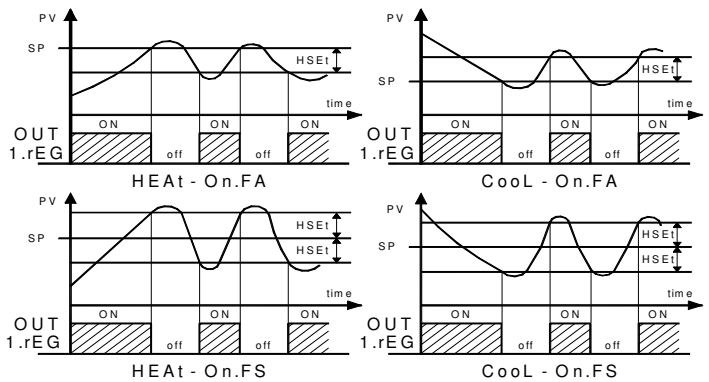 PV
SP
HSEt
time
ON ON ON
OUT
1.rEG
off off
HEAt - On.FA
PV
SP
HSEt
time
ON ON ON
OUT
1.rEG
off off
CooL - On.FA
PV
SP
HSEt
HSEt
time
ON ON ON
OUT
1.rEG
off off
HEAt - On.FS
PV
SP
HSEt
HSEt
time
ON ON ON
OUT
1.rEG
off off
CooL - On.FS